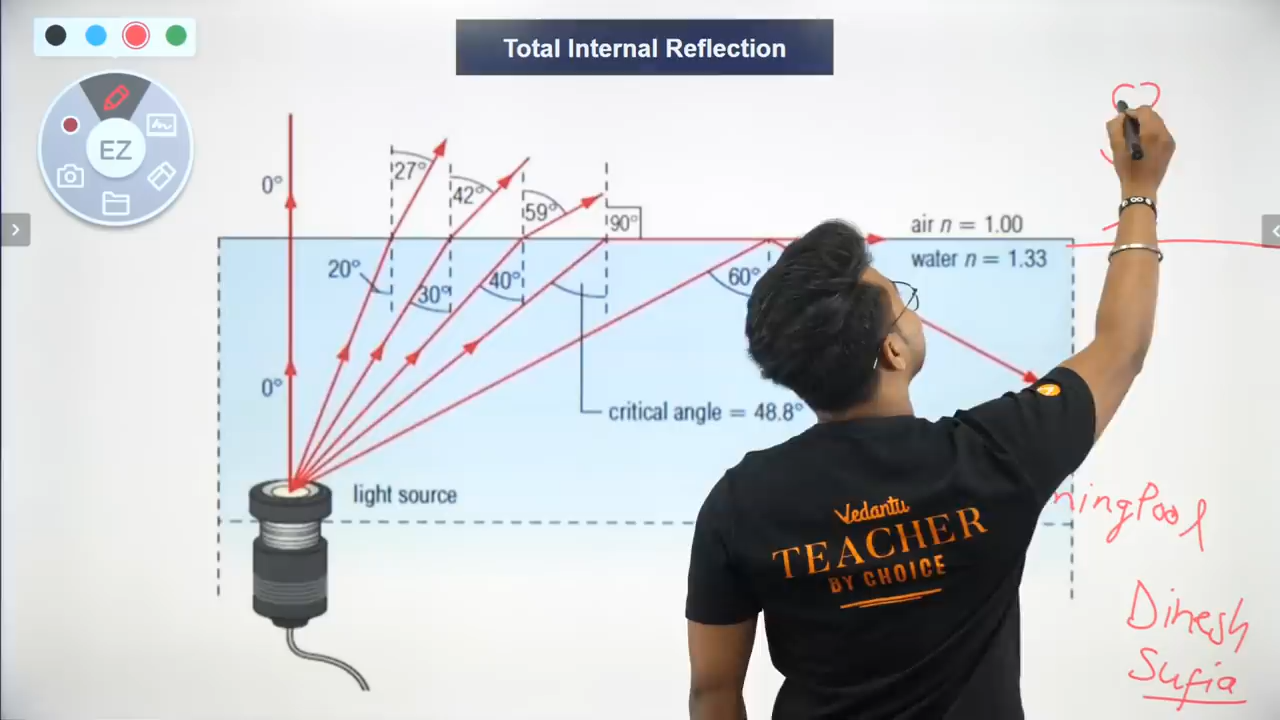 Total Internal Reflection
EZ
0°
27°
42°
59°
90°
air n = 1.00
water n = 1.33
20°
30°
40°
60°
0°
critical angle = 48.8°
light source
ningPool
Dinesh
Sufia
Vedantu
TEACHER
BY CHOICE